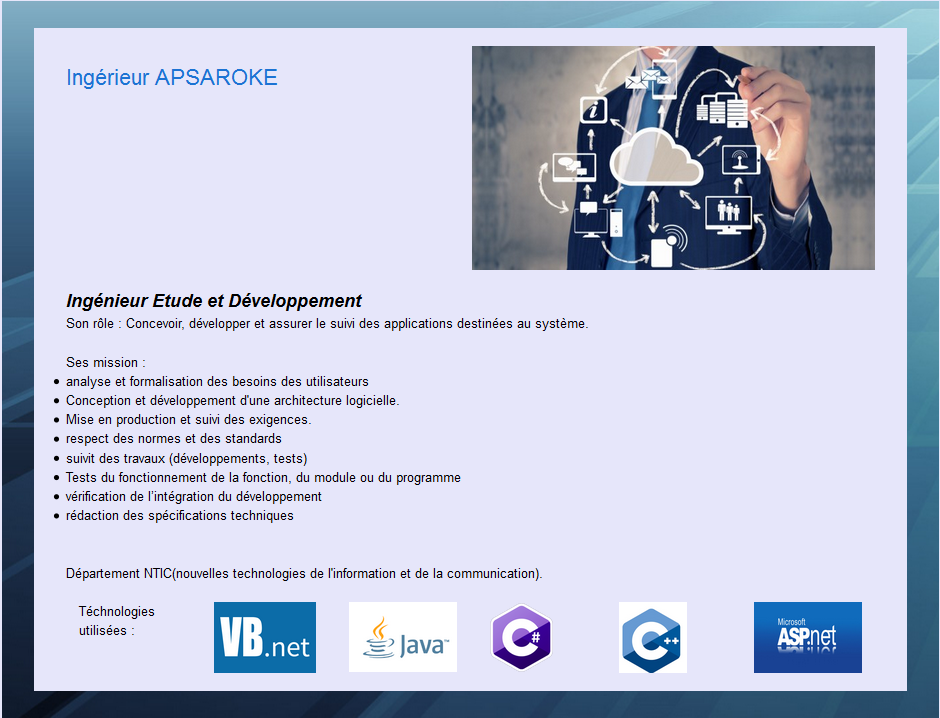 Ingérieur APSAROKE
i
Ingénieur Etude et Développement
Son rôle : Concevoir, développer et assurer le suivi des applications destinées au système.
Ses mission :
analyse et formalisation des besoins des utilisateurs
Conception et développement d'une architecture logicielle.
Mise en production et suivi des exigences.
respect des normes et des standards
suivit des travaux (développements, tests)
Tests du fonctionnement de la fonction, du module ou du programme
vérification de l'intégration du développement
rédaction des spécifications techniques
Département NTIC(nouvelles technologies de l'information et de la communication).
Téchnologies
utilisées :
VB.net
Java™
C#
C++
Microsoft
ASP.net